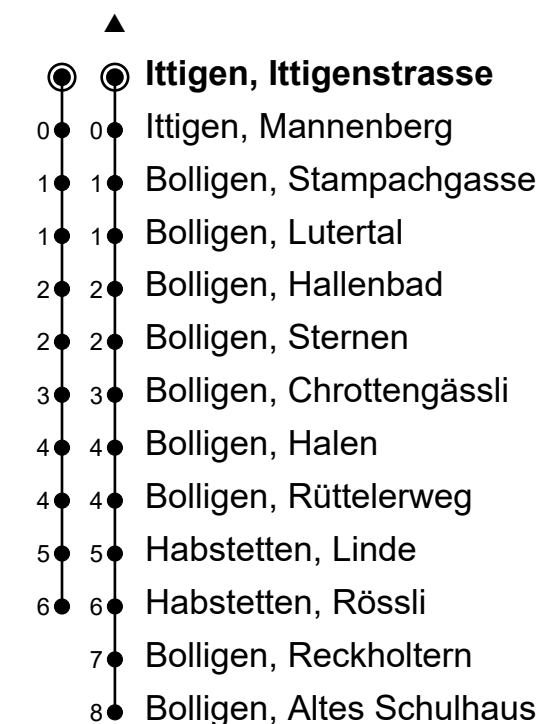 Ittigen, Ittigenstrasse
0 0 Ittigen, Mannenberg
1 1 Bolligen, Stampachgasse
1 1 Bolligen, Lutertal
2 2 Bolligen, Hallenbad
2 2 Bolligen, Sternen
3 3 Bolligen, Chrottengässli
4 4 Bolligen, Halen
4 4 Bolligen, Rüttelerweg
5 5 Habstetten, Linde
6 6 Habstetten, Rössli
7 Bolligen, Reckholtern
8 Bolligen, Altes Schulhaus